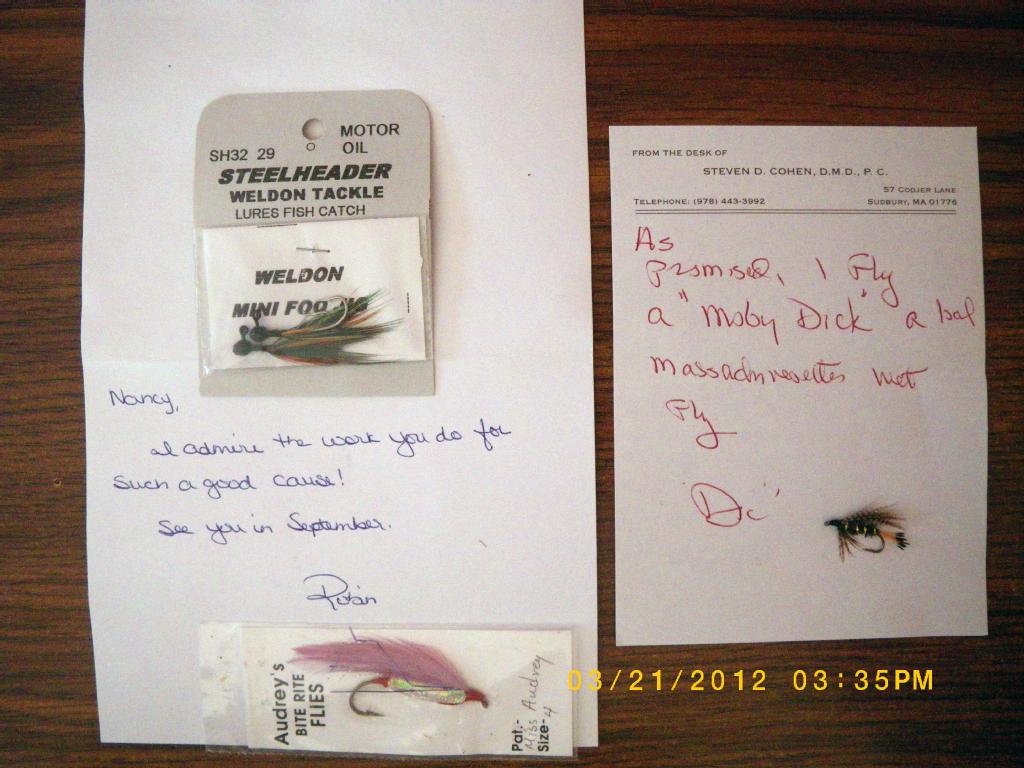 MOTOR
OIL
SH32 29
STEELHEADER
WELDON TACKLE
LURES FISH CATCH
WELDON
MINI FOO
Nancy,
I admire the work you do for
such a good cause!
See you in September.
Robin
Audrey's
BITE RITE
FLIES
Pat.- Miss Audrey
Size- 4
FROM THE DESK OF
STEVEN D. COHEN, D.M.D., P. C.
57 CODJER LANE
TELEPHONE: (978) 443-3992 SUDBURY, MA 01776
As
promised, 1 Fly
a "Moby Dick" a
Massachusetts wet
Fly
03/21/2012 03:35PM